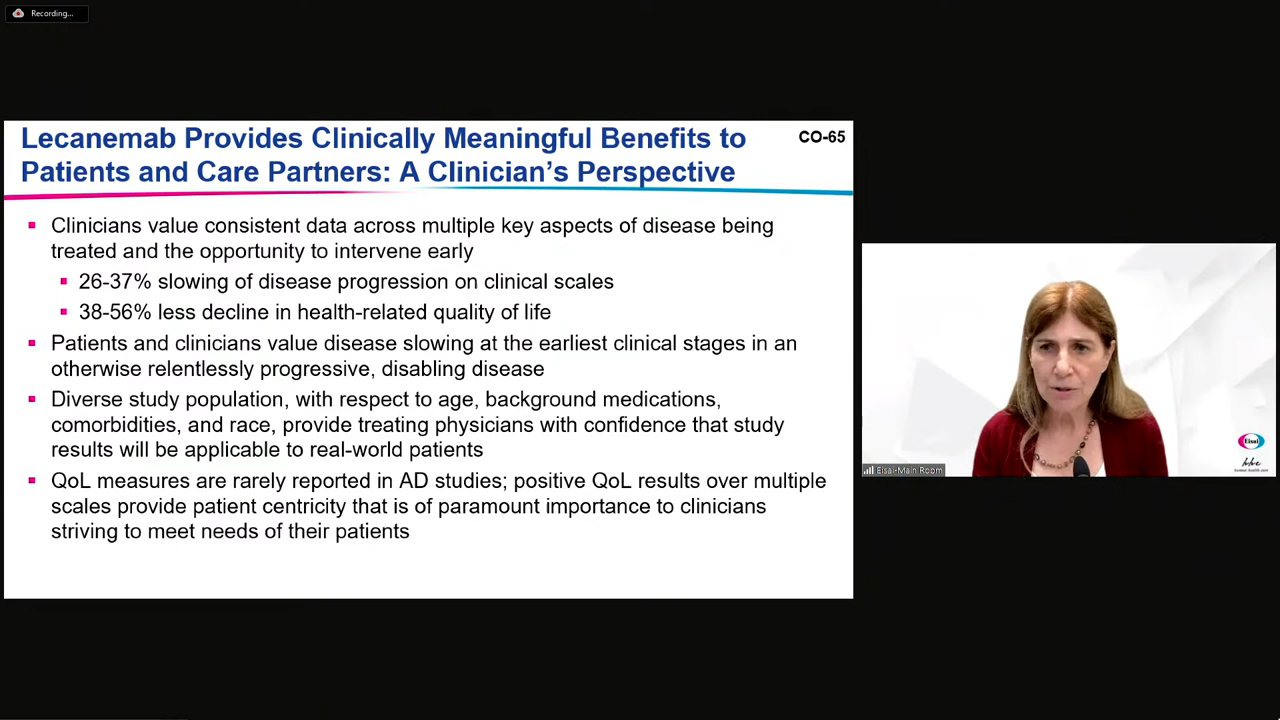 Recording...
Lecanemab Provides Clinically Meaningful Benefits to
Patients and Care Partners: A Clinician's Perspective
CO-65
▪ Clinicians value consistent data across multiple key aspects of disease being
treated and the opportunity to intervene early
▪ 26-37% slowing of disease progression on clinical scales
▪ 38-56% less decline in health-related quality of life
▪ Patients and clinicians value disease slowing at the earliest clinical stages in an
otherwise relentlessly progressive, disabling disease
▪ Diverse study population, with respect to age, background medications,
comorbidities, and race, provide treating physicians with confidence that study
results will be applicable to real-world patients
▪ QoL measures are rarely reported in AD studies; positive QoL results over multiple
scales provide patient centricity that is of paramount importance to clinicians
striving to meet needs of their patients
Eisai
hhc
human health care
Eisai-Main Room